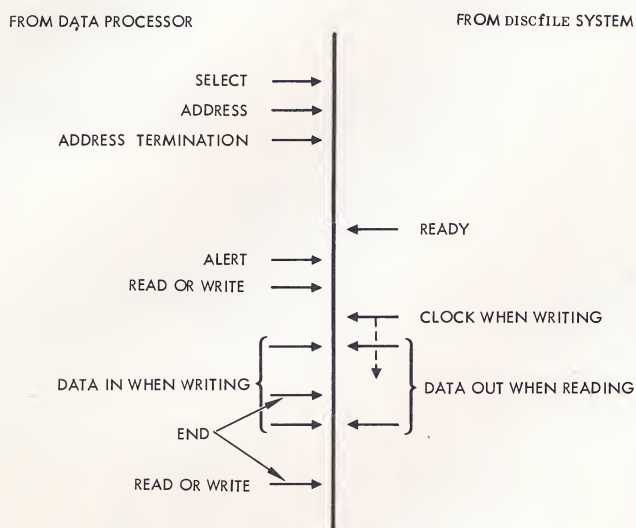 FROM DATA PROCESSOR
FROM DISCfILE SYSTEM
SELECT
ADDRESS
ADDRESS TERMINATION
READY
ALERT
READ OR WRITE
CLOCK WHEN WRITING
DATA IN WHEN WRITING
DATA OUT WHEN READING
END
READ OR WRITE